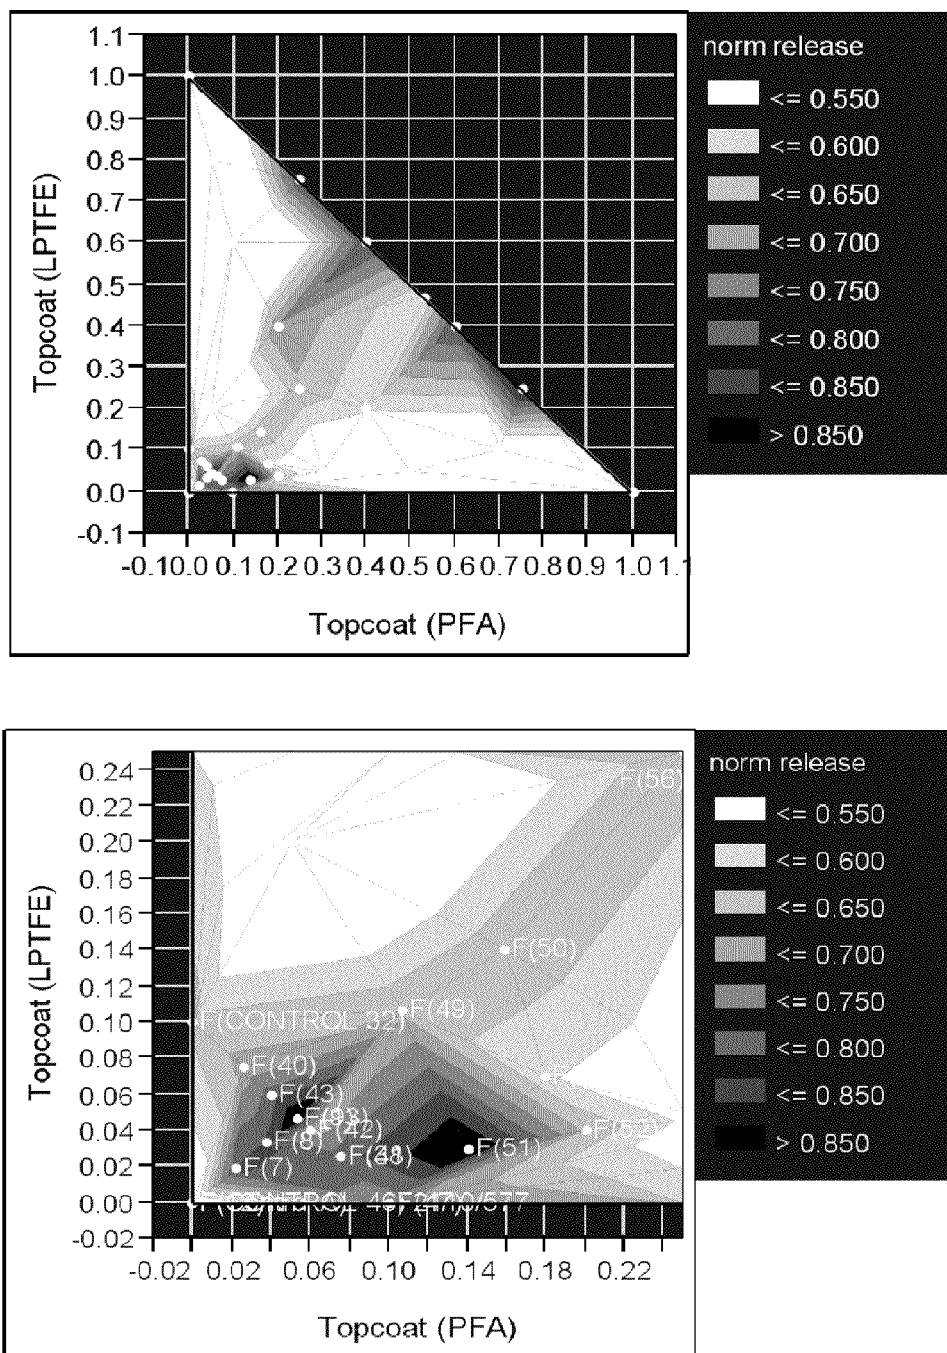 1.1
1.0
0.9
0.8
0.7
0.6
0.5
0.4
0.3
0.2
0.1
0.0
-0.1
Topcoat (LPTFE)
-0.1 0.0 0.1 0.2 0.3 0.4 0.5 0.6 0.7 0.8 0.9 1.0 1.1
Topcoat (PFA)
norm release
<= 0.550
<= 0.600
<= 0.650
<= 0.700
<= 0.750
<= 0.800
<= 0.850
> 0.850
0.24
0.22
0.20
0.18
0.16
0.14
0.12
0.10
0.08
0.06
0.04
0.02
0.00
-0.02
Topcoat (LPTFE)
F(56)
F(50)
F(49)
F(CONTROL 32)
F(40)
F(43)
F(8)
F(51)
F(7)
-0.02 0.02 0.06 0.10 0.14 0.18 0.22
Topcoat (PFA)
norm release
<= 0.550
<= 0.600
<= 0.650
<= 0.700
<= 0.750
<= 0.800
<= 0.850
> 0.850